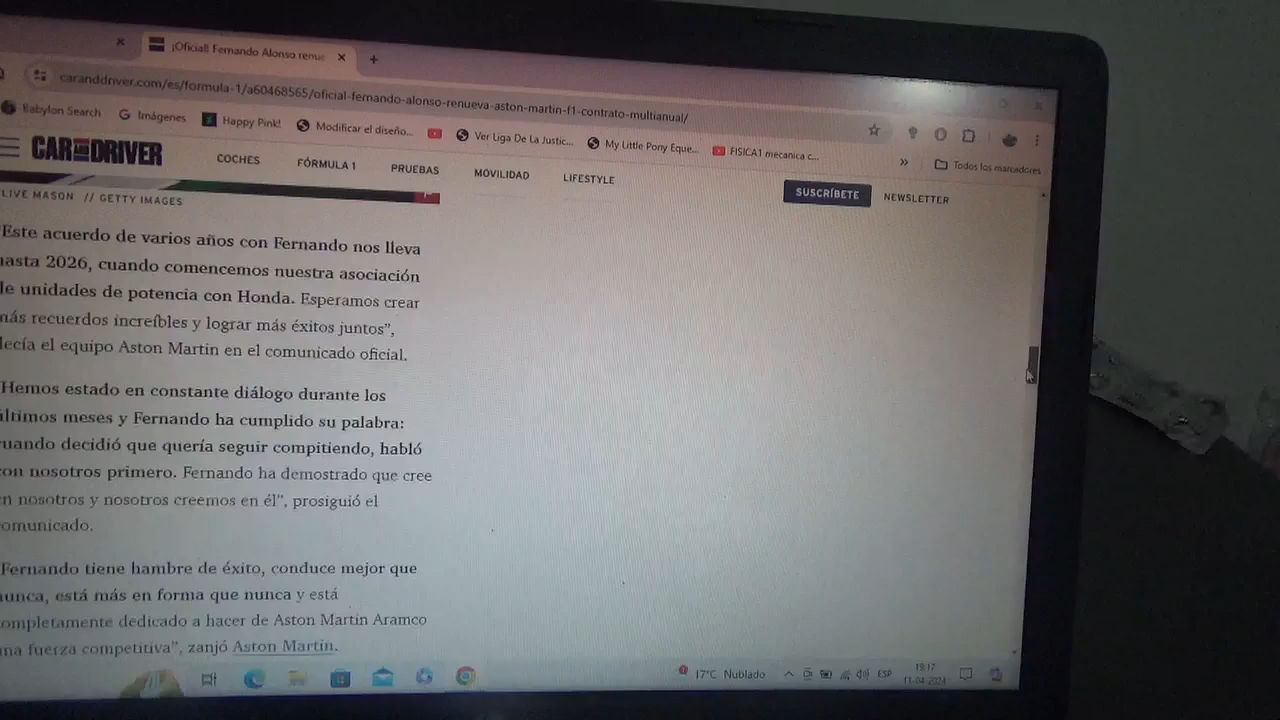 ¡Oficial! Fernando Alonso renue
caranddriver.com/es/formula-1/a60468565/oficial-fernando-alonso-renueva-aston-martin-f1-contrato-multianual/
Babylon Search
Imágenes
Happy Pink!
Modificar el diseño...
Ver Liga De La Justic...
My Little Pony Eque...
FISICA1 mecanica c...
»
Todos los marcadores
CAR AND DRIVER
COCHES
FÓRMULA 1
PRUEBAS
MOVILIDAD
LIFESTYLE
SUSCRÍBETE
NEWSLETTER
LIVE MASON // GETTY IMAGES
"Este acuerdo de varios años con Fernando nos lleva
hasta 2026, cuando comencemos nuestra asociación
de unidades de potencia con Honda. Esperamos crear
más recuerdos increíbles y lograr más éxitos juntos",
decía el equipo Aston Martin en el comunicado oficial.
"Hemos estado en constante diálogo durante los
últimos meses y Fernando ha cumplido su palabra:
cuando decidió que quería seguir compitiendo, habló
con nosotros primero. Fernando ha demostrado que cree
en nosotros y nosotros creemos en él", prosiguió el
comunicado.
"Fernando tiene hambre de éxito, conduce mejor que
nunca, está más en forma que nunca y está
completamente dedicado a hacer de Aston Martin Aramco
una fuerza competitiva", zanjó Aston Martin.
17°C Nublado
ESP
19:17
11-04-2024